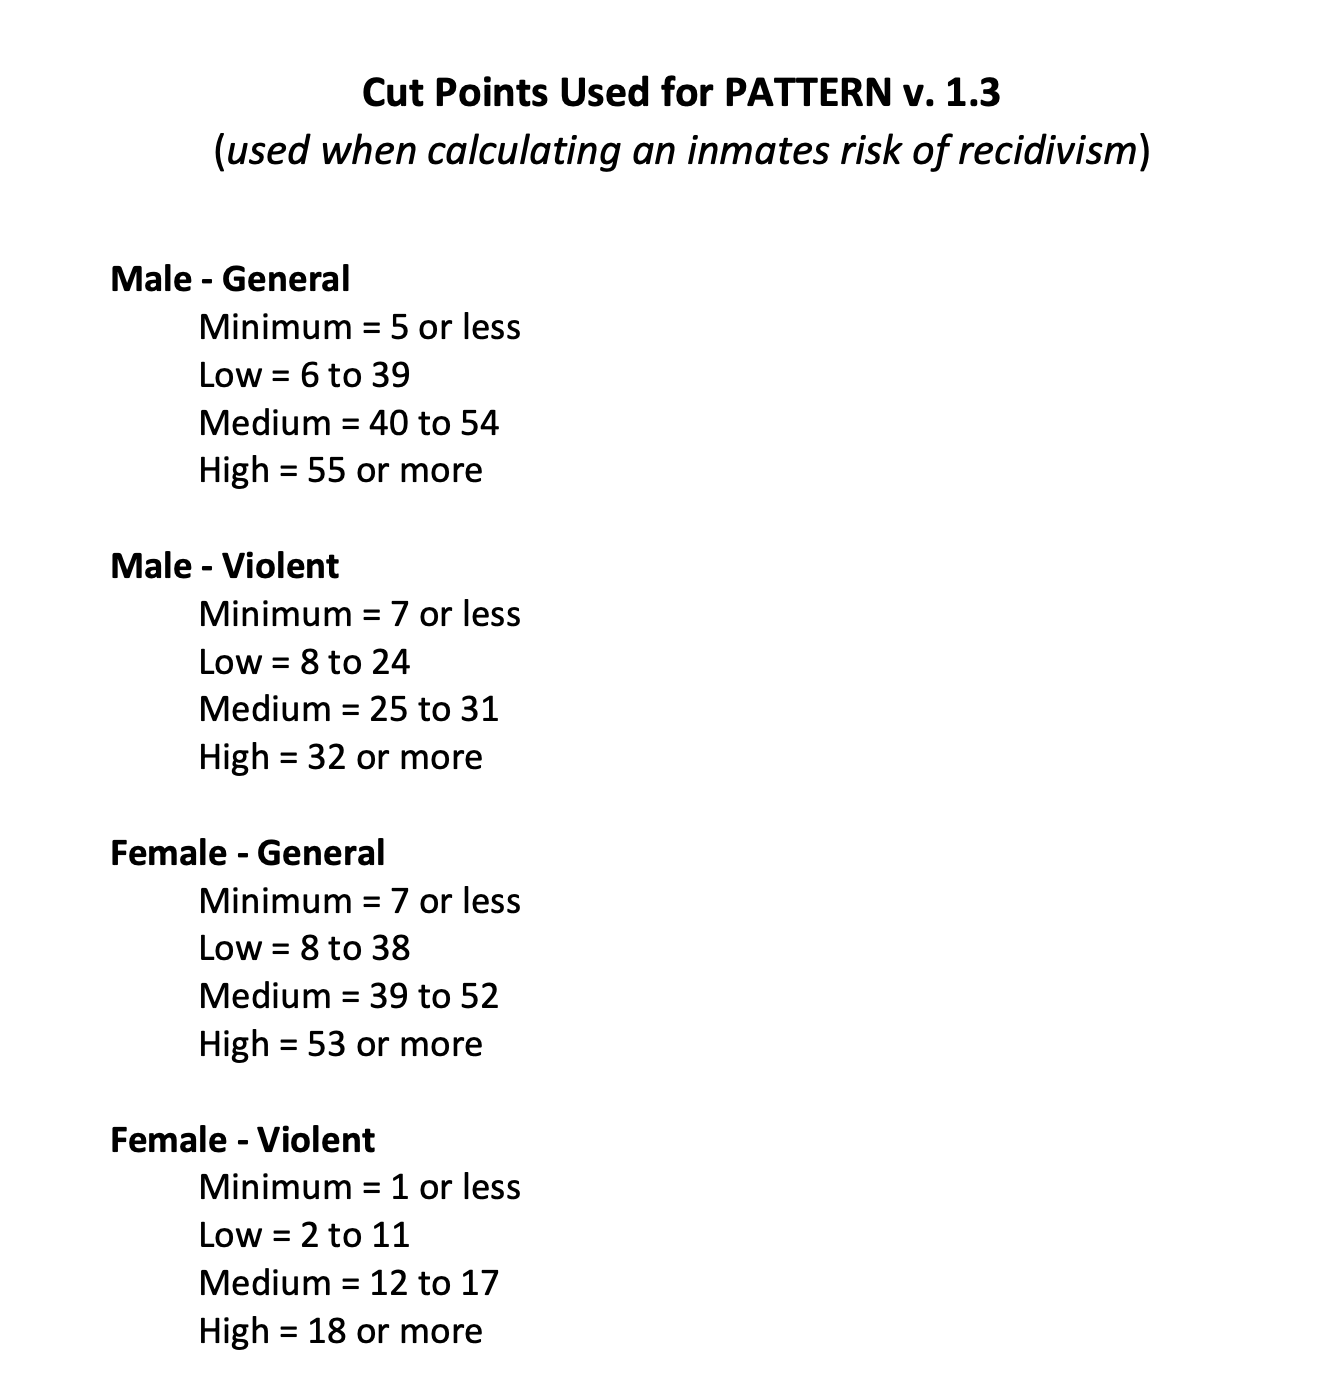 Cut Points Used for PATTERN v. 1.3
(used when calculating an inmates risk of recidivism)
Male - General
Minimum = 5 or less
Low = 6 to 39
Medium = 40 to 54
High = 55 or more
Male - Violent
Minimum = 7 or less
Low = 8 to 24
Medium = 25 to 31
High = 32 or more
Female - General
Minimum = 7 or less
Low = 8 to 38
Medium = 39 to 52
High = 53 or more
Female - Violent
Minimum = 1 or less
Low = 2 to 11
Medium = 12 to 17
High = 18 or more